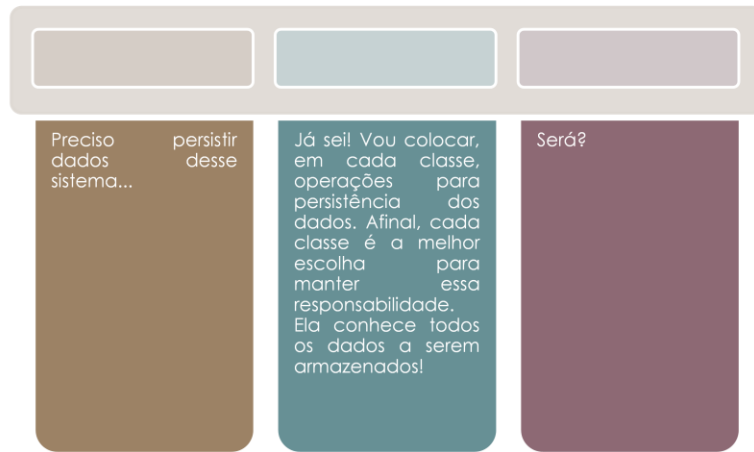 Preciso persistir
dados desse
sistema...
Já sei! Vou colocar,
em cada classe,
operações para
persistência dos
dados. Afinal, cada
classe é a melhor
escolha para
manter essa
responsabilidade.
Ela conhece todos
os dados a serem
armazenados!
Será?